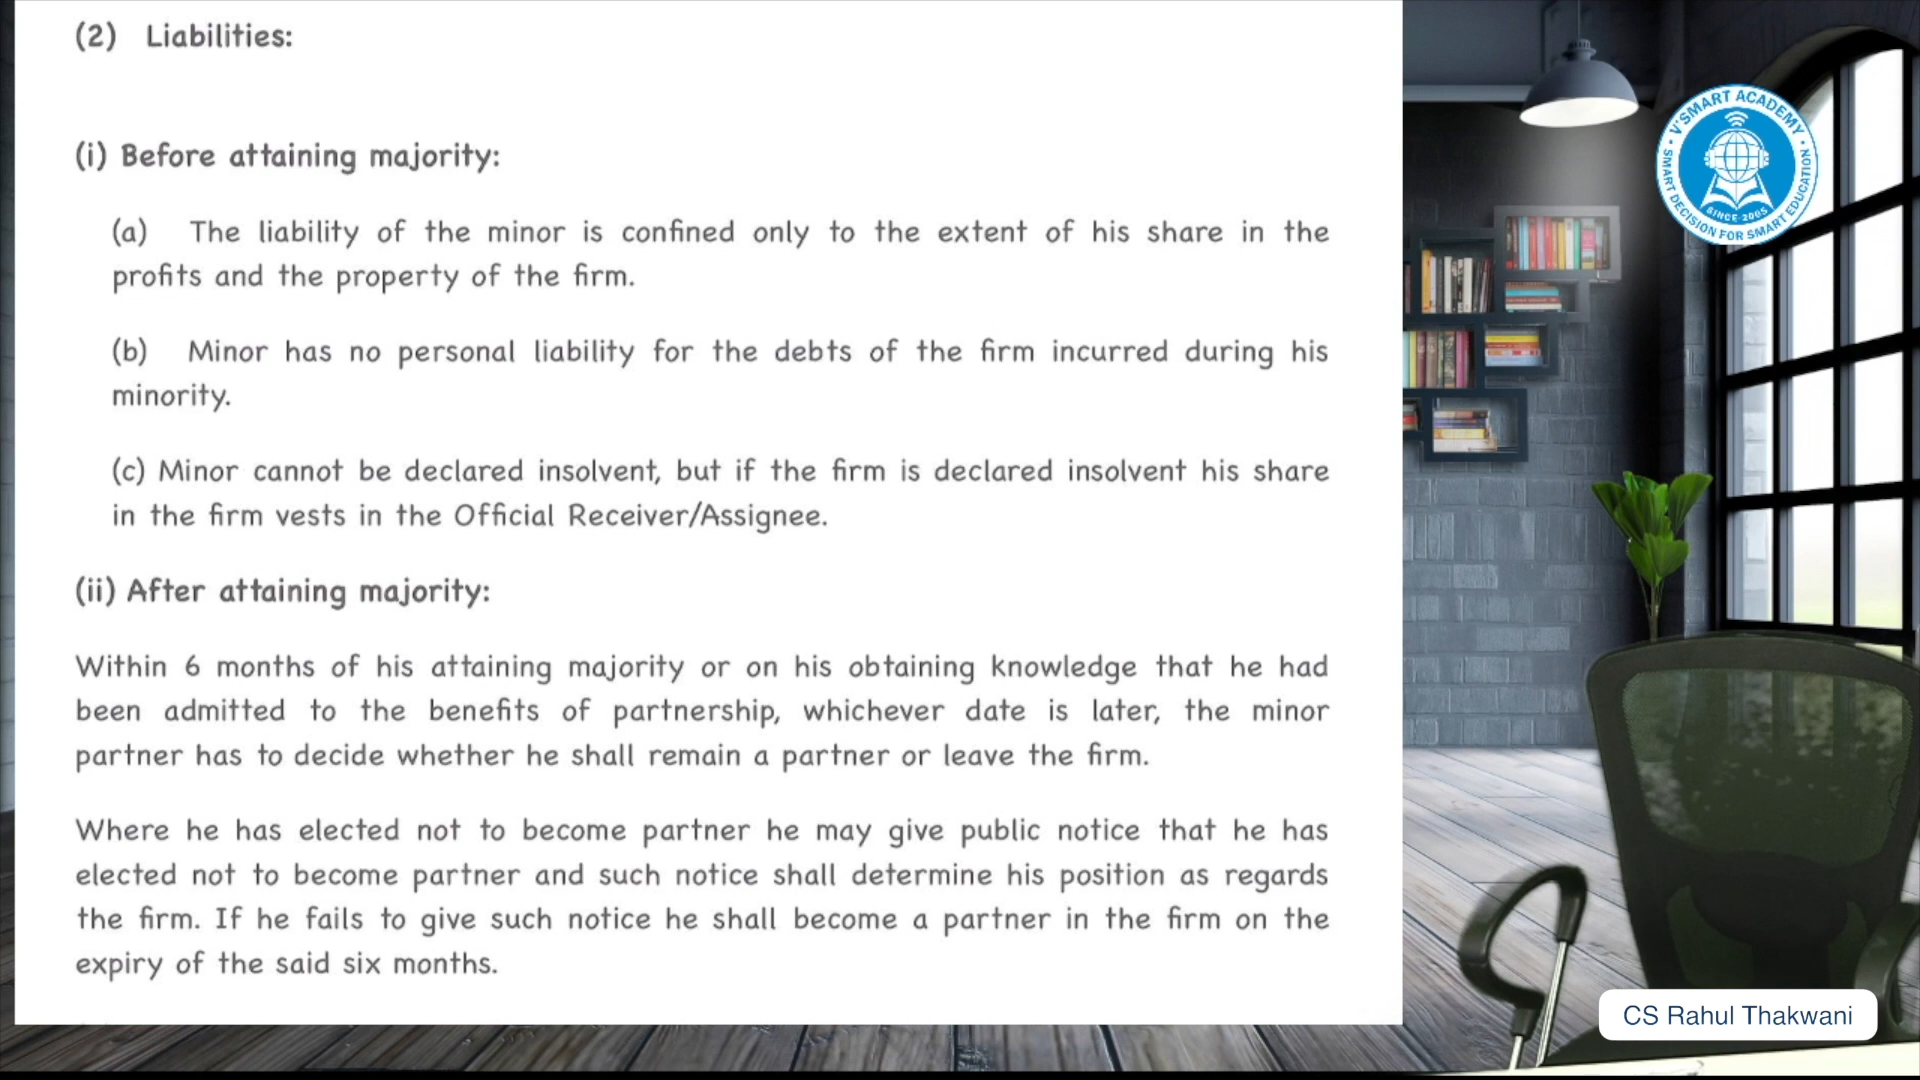 (2) Liabilities:
(i) Before attaining majority:
(a) The liability of the minor is confined only to the extent of his share in the
profits and the property of the firm.
(b) Minor has no personal liability for the debts of the firm incurred during his
minority.
(c) Minor cannot be declared insolvent, but if the firm is declared insolvent his share
in the firm vests in the Official Receiver/Assignee.
(ii) After attaining majority:
Within 6 months of his attaining majority or on his obtaining knowledge that he had
been admitted to the benefits of partnership, whichever date is later, the minor
partner has to decide whether he shall remain a partner or leave the firm.
Where he has elected not to become partner he may give public notice that he has
elected not to become partner and such notice shall determine his position as regards
the firm. If he fails to give such notice he shall become a partner in the firm on the
expiry of the said six months.
V'SMART ACADEMY
SINCE-2005
SMART DECISION FOR SMART EDUCATION
CS Rahul Thakwani